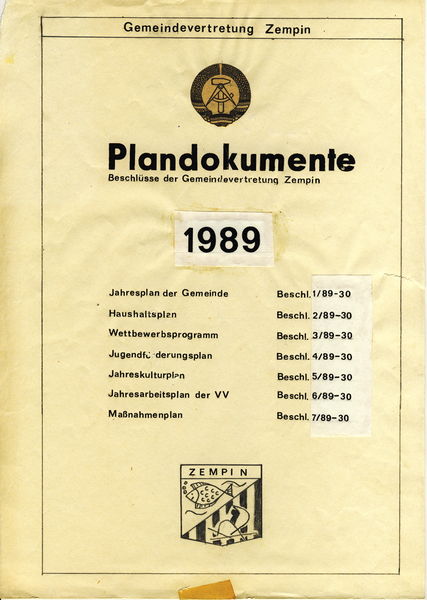 Gemeindevertretung Zempin
Plandokumente
Beschlüsse der Gemeindevertretung Zempin
1989
Jahresplan der Gemeinde Beschl. 1/89-30
Haushaltsplan Beschl. 2/89-30
Wettbewerbsprogramm Beschl. 3/89-30
Jugendförderungsplan Beschl. 4/89-30
Jahreskulturplan Beschl. 5/89-30
Jahresarbeitsplan der VV Beschl. 6/89-30
Maßnahmenplan Beschl. 7/89-30
ZEMPIN